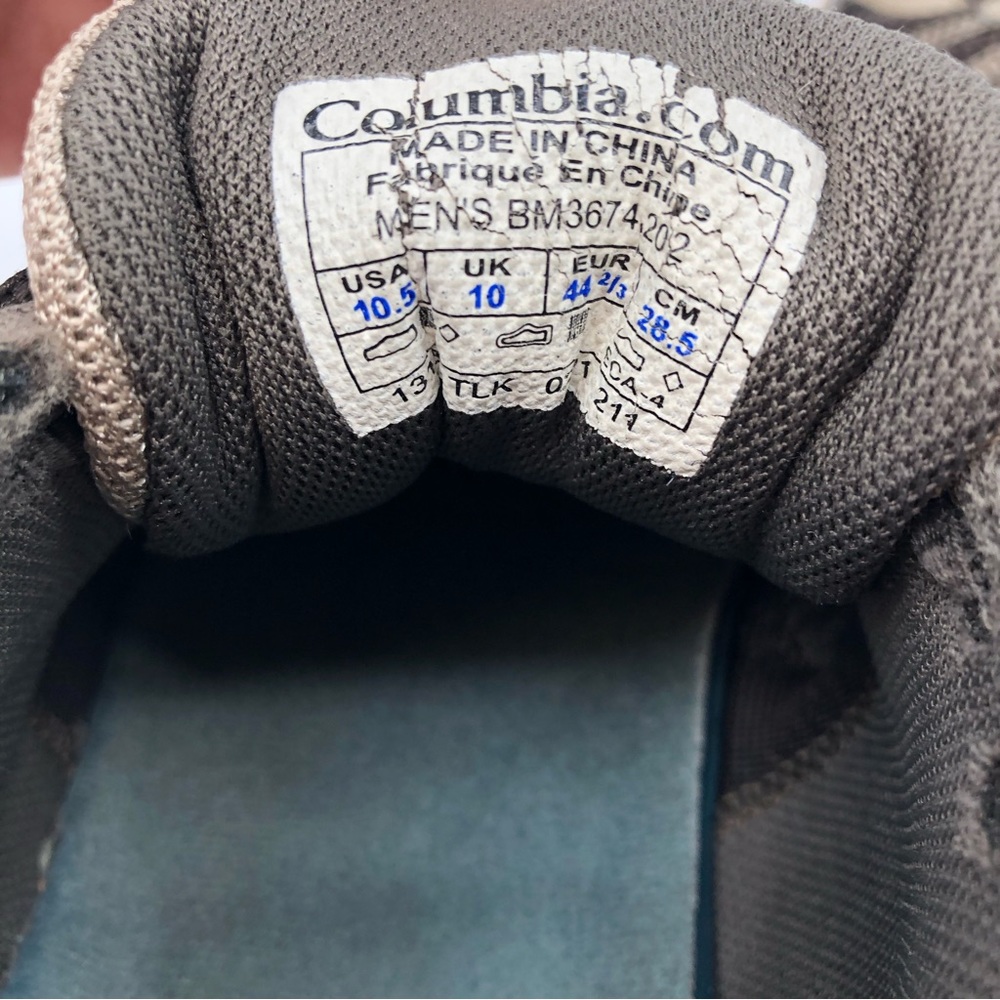 Columbia.com
MADE IN CHINA
Fabrique En Chine
MEN'S BM3674
USA UK EUR CM
10.5 10 44 2/3 28.5
TLK
211